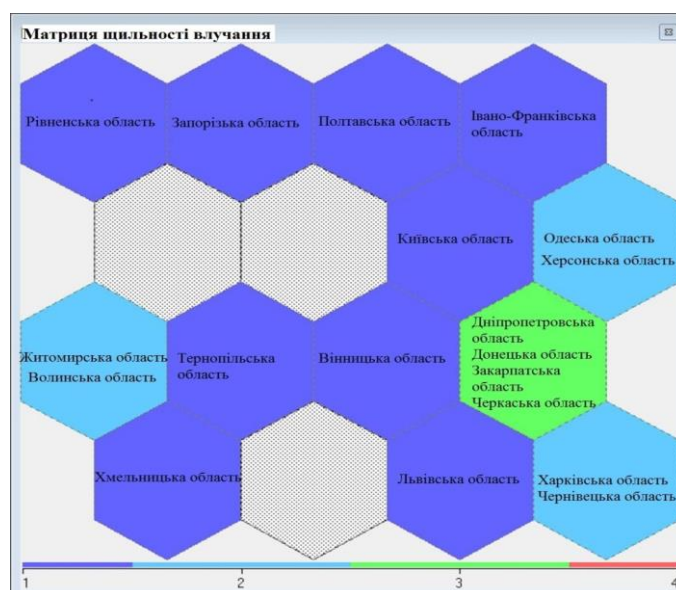 Матриця щильності влучання
Рівненська область
Запорізька область
Полтавська область
Івано-Франківська
область
Київська область
Одеська область
Херсонська область
Житомирська область
Волинська область
Тернопільська
область
Вінницька область
Дніпропетровська
область
Донецька область
Закарпатська
область
Черкаська область
Хмельницька область
Львівська область
Харківська область
Чернівецька область
1 2 3 4